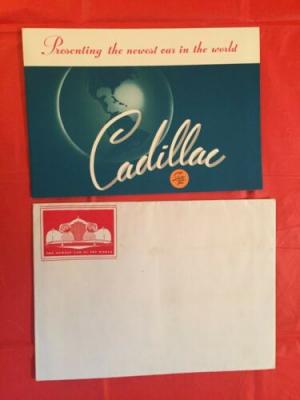 Presenting the newest car in the world
Cadillac
THE NEWEST CAR IN THE WORLD